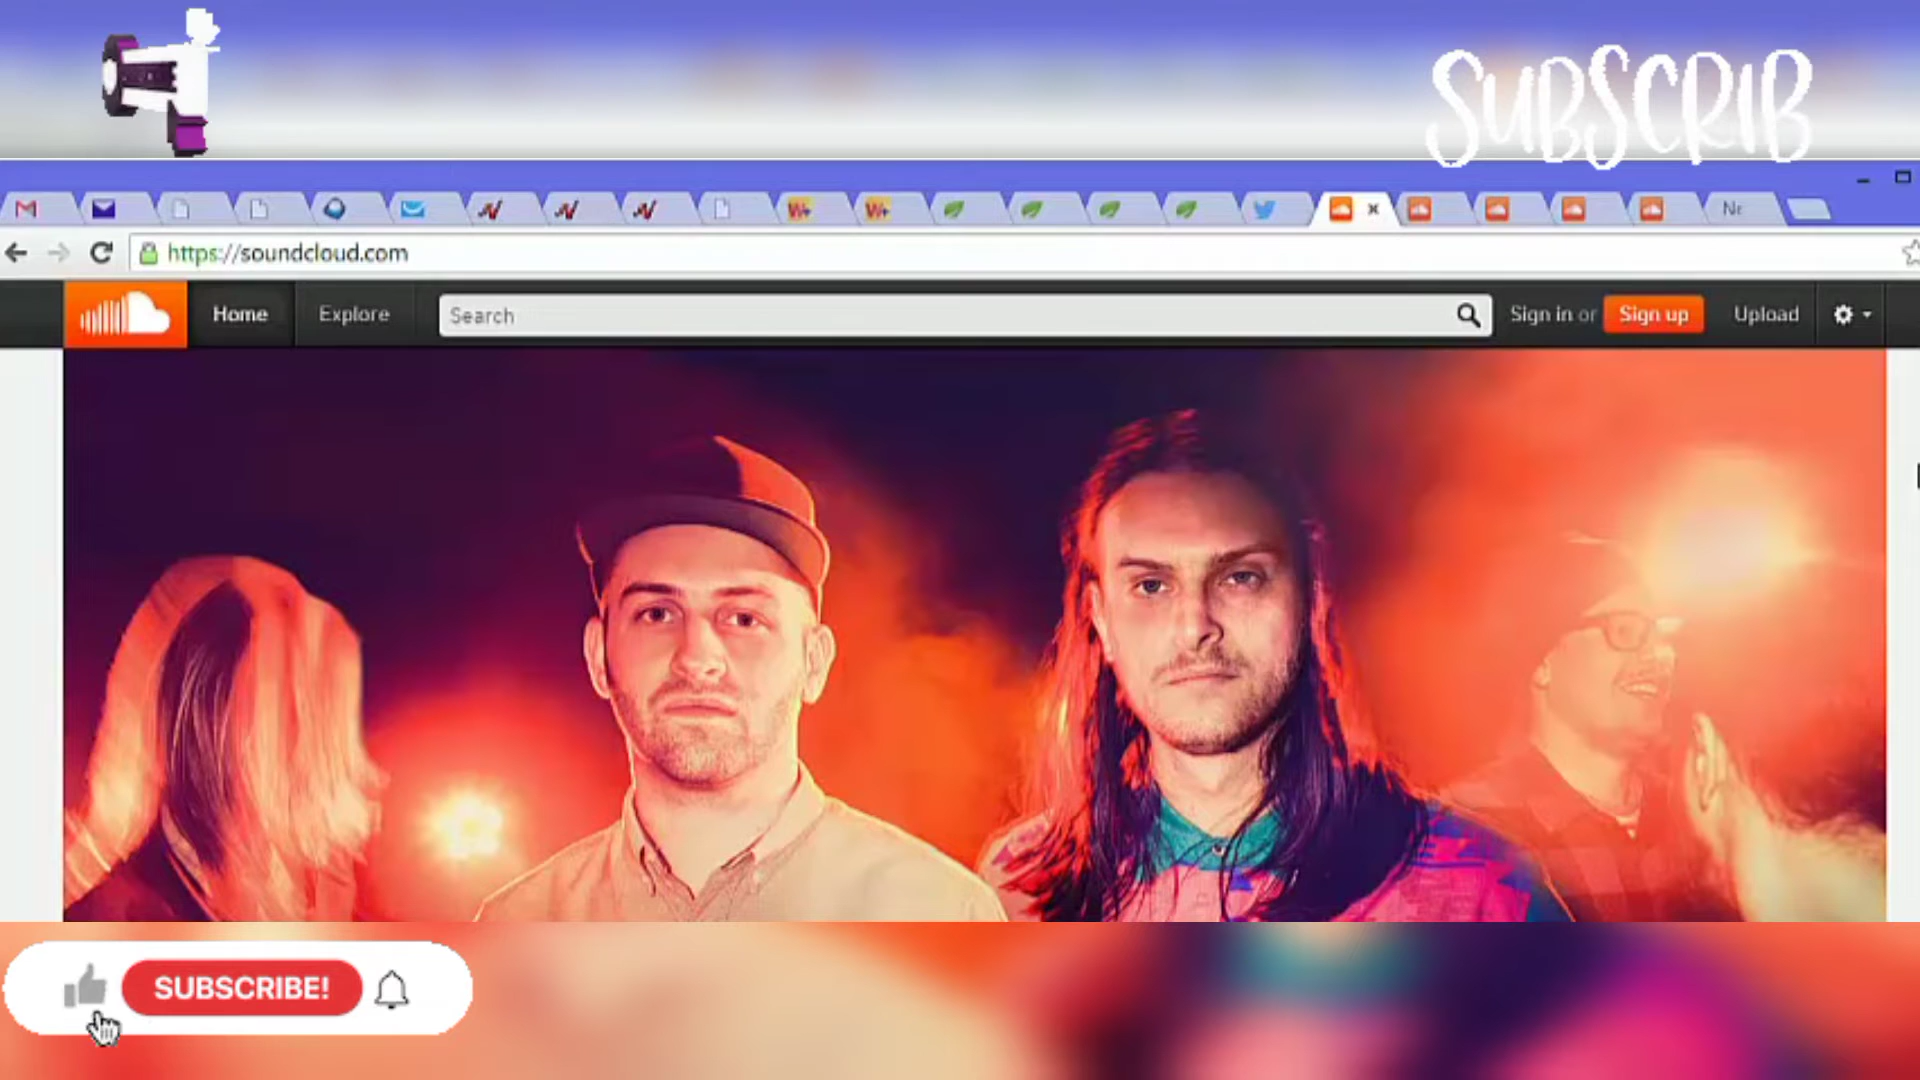 SUBSCRIB
https://soundcloud.com
Home
Explore
Search
Sign in or
Sign up
Upload
SUBSCRIBE!